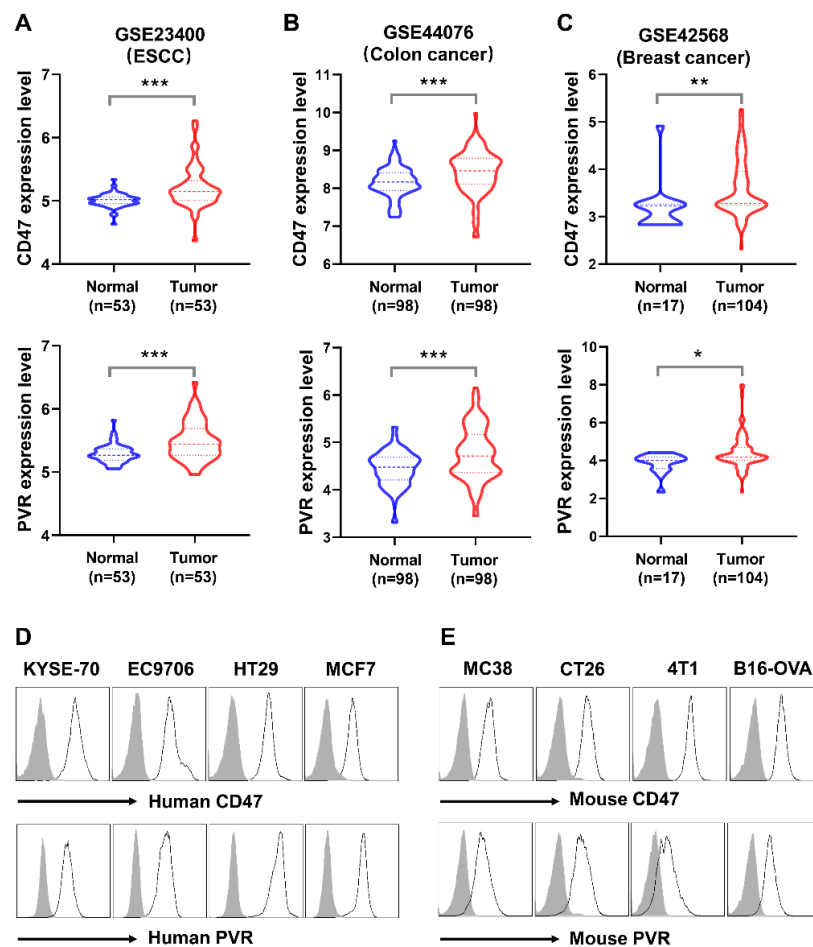 A
GSE23400
(ESCC)
CD47 expression level
7
6
5
4
***
Normal
(n=53)
Tumor
(n=53)
PVR expression level
7
6
5
4
***
Normal
(n=53)
Tumor
(n=53)
B
GSE44076
(Colon cancer)
CD47 expression level
11
10
9
8
7
6
***
Normal
(n=98)
Tumor
(n=98)
PVR expression level
7
6
5
4
3
***
Normal
(n=98)
Tumor
(n=98)
C
GSE42568
(Breast cancer)
CD47 expression level
6
5
4
3
2
**
Normal
(n=17)
Tumor
(n=104)
PVR expression level
10
8
6
4
2
0
*
Normal
(n=17)
Tumor
(n=104)
D
KYSE-70 EC9706 HT29 MCF7
Human CD47
Human PVR
E
MC38 CT26 4T1 B16-OVA
Mouse CD47
Mouse PVR